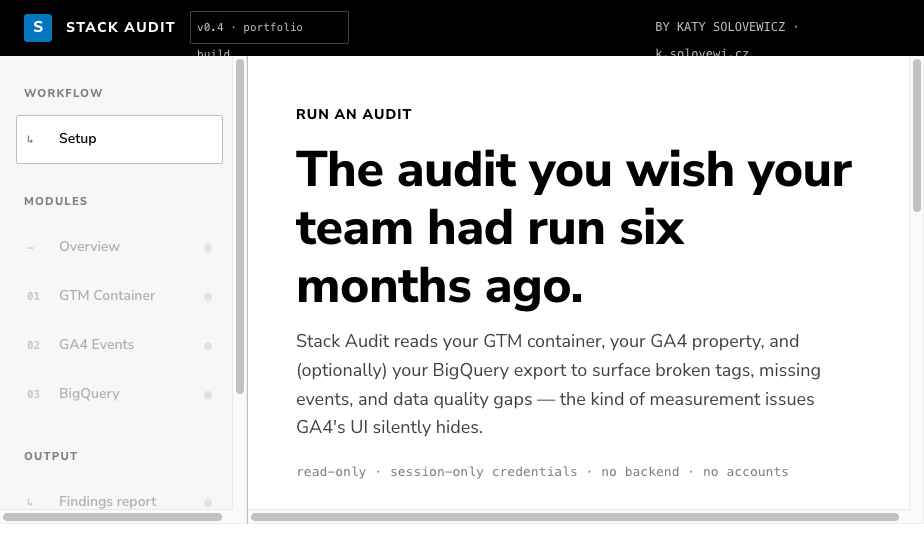 S STACK AUDIT v0.4 · portfolio build BY KATY SOLOVEWICZ · k.solovewi.cz
WORKFLOW
↳ Setup
MODULES
→ Overview
01 GTM Container
02 GA4 Events
03 BigQuery
OUTPUT
↳ Findings report
RUN AN AUDIT
The audit you wish your
team had run six
months ago.
Stack Audit reads your GTM container, your GA4 property, and
(optionally) your BigQuery export to surface broken tags, missing
events, and data quality gaps — the kind of measurement issues
GA4's UI silently hides.
read-only · session-only credentials · no backend · no accounts